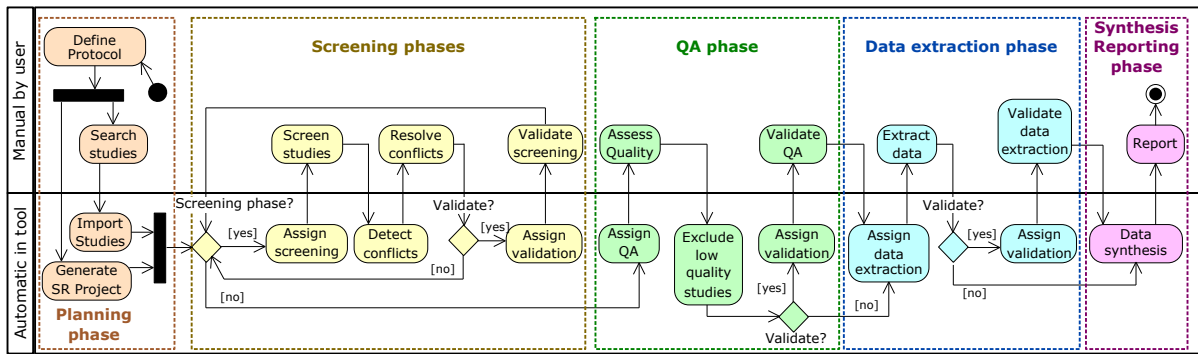 Manual by user
Automatic in tool
Define
Protocol
Search
studies
Import
Studies
Generate
SR Project
Planning
phase
Screening phases
Screen
studies
Resolve
conflicts
Validate
screening
Screening phase?
[yes]
Assign
screening
Detect
conflicts
Validate?
[yes]
Assign
validation
[no]
[no]
QA phase
Assess
Quality
Validate
QA
Assign
QA
Exclude
low
quality
studies
Assign
validation
[yes]
Validate?
Data extraction phase
Extract
data
Validate
data
extraction
Assign
data
extraction
[no]
Validate?
[yes]
Assign
validation
[no]
Synthesis
Reporting
phase
Report
Data
synthesis